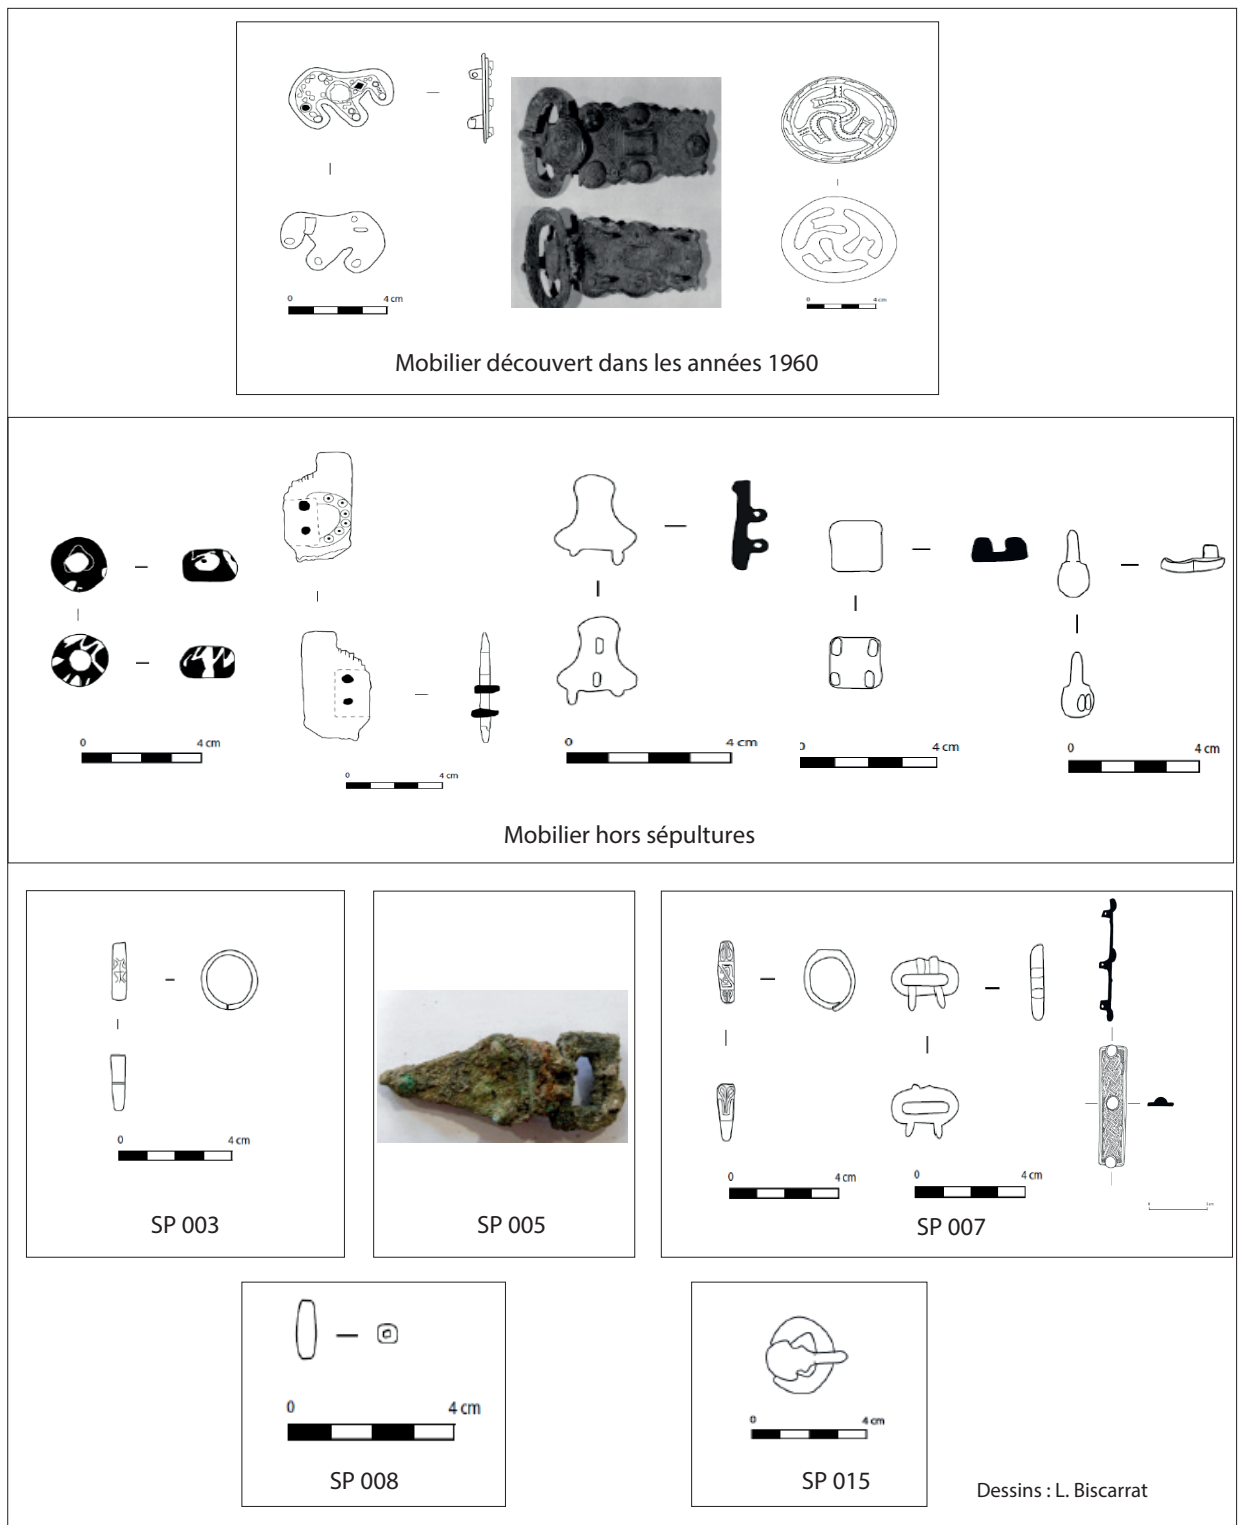 0 4 cm
0 4 cm
Mobilier découvert dans les années 1960
0 4 cm
0 4 cm
0 4 cm
4 cm
0 4 cm
Mobilier hors sépultures
0 4 cm
SP 003
SP 005
0 4 cm
0 4 cm
SP 007
0 4 cm
SP 008
0 4 cm
SP 015
Dessins : L. Biscarrat